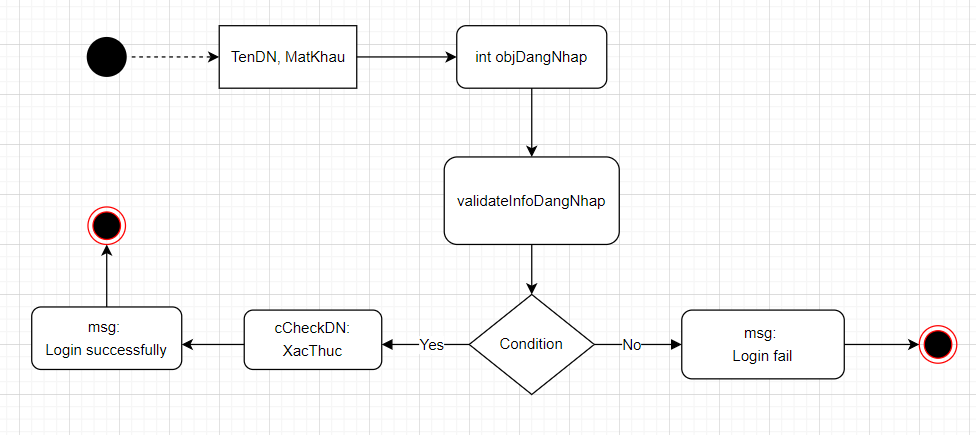 TenDN, MatKhau
int objDangNhap
validateInfoDangNhap
msg:
Login successfully
cCheckDN:
XacThuc
Yes
Condition
No
msg:
Login fail